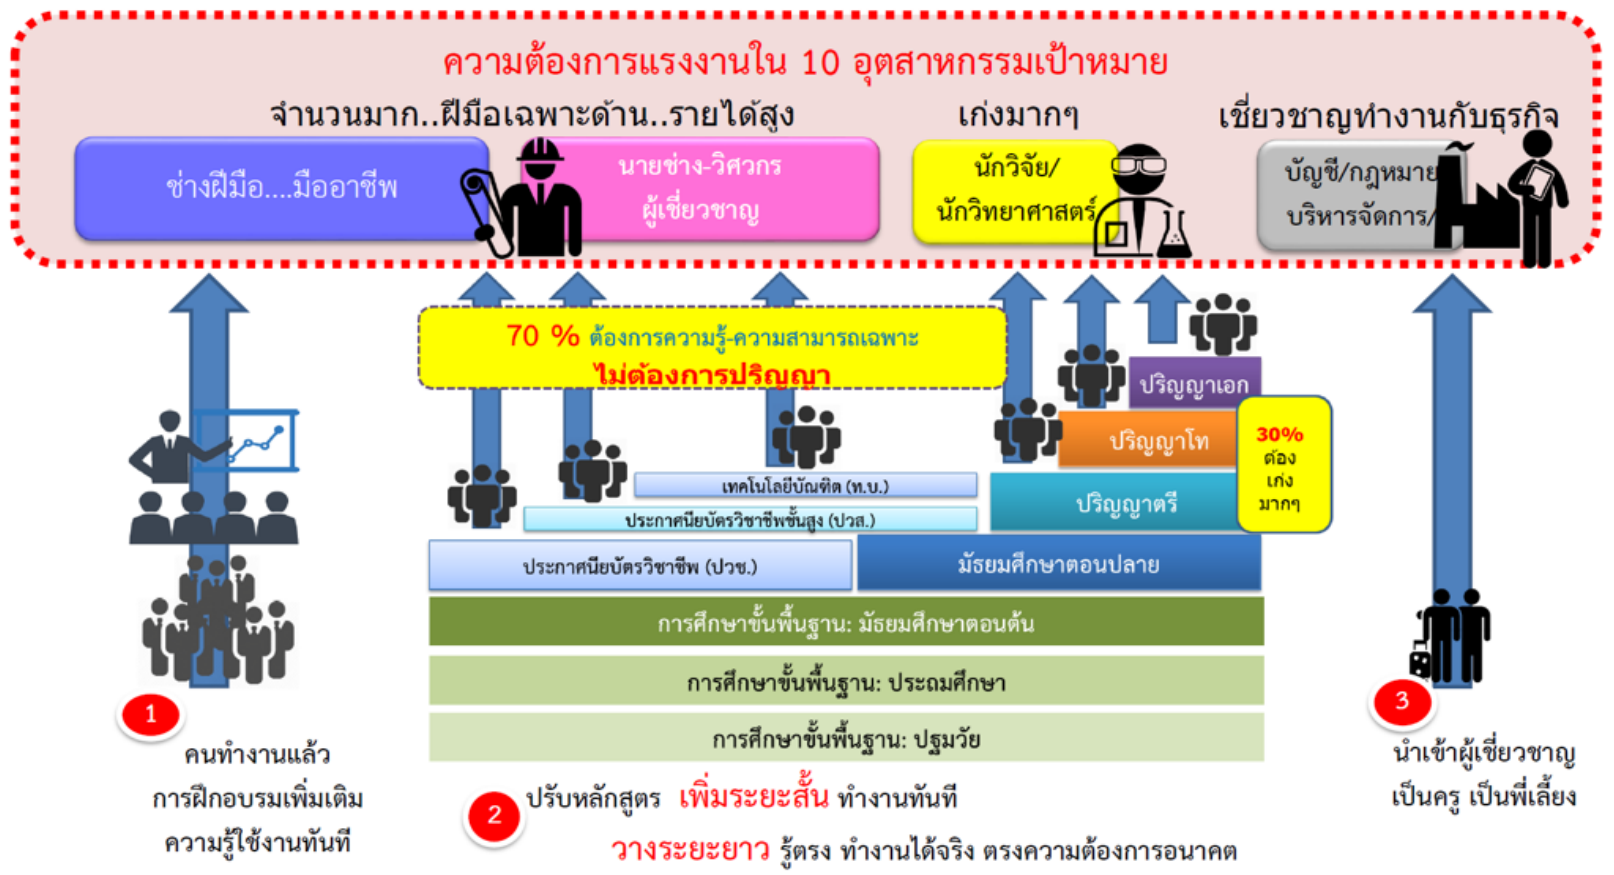 ความต้องการแรงงานใน 10 อุตสาหกรรมเป้าหมาย
จำนวนมาก..ฝีมือเฉพาะด้าน..รายได้สูง
เก่งมากๆ
เชี่ยวชาญทำงานกับธุรกิจ
ช่างฝีมือ....มืออาชีพ
นายช่าง-วิศวกร
ผู้เชี่ยวชาญ
นักวิจัย/
นักวิทยาศาสตร์
บัญชี/กฎหมาย
บริหารจัดการ/
70 % ต้องการความรู้-ความสามารถเฉพาะ
ไม่ต้องการปริญญา
ปริญญาเอก
ปริญญาโท
30%
ต้อง
เก่ง
มากๆ
เทคโนโลยีบัณฑิต (ท.บ.)
ปริญญาตรี
ประกาศนียบัตรวิชาชีพชั้นสูง (ปวส.)
ประกาศนียบัตรวิชาชีพ (ปวช.)
มัธยมศึกษาตอนปลาย
การศึกษาขั้นพื้นฐาน: มัธยมศึกษาตอนต้น
การศึกษาขั้นพื้นฐาน: ประถมศึกษา
การศึกษาขั้นพื้นฐาน: ปฐมวัย
1
คนทำงานแล้ว
การฝึกอบรมเพิ่มเติม
ความรู้ใช้งานทันที
2
ปรับหลักสูตร เพิ่มระยะสั้น ทำงานทันที
วางระยะยาว รู้ตรง ทำงานได้จริง ตรงความต้องการอนาคต
3
นำเข้าผู้เชี่ยวชาญ
เป็นครู เป็นพี่เลี้ยง